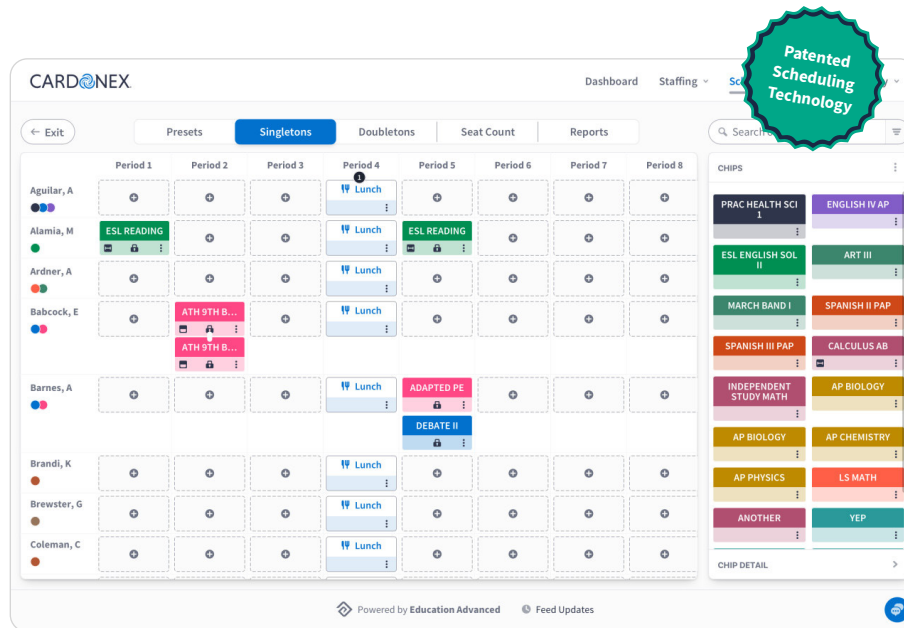 Patented
Scheduling
Technology
CARDONEX
Dashboard Staffing
Exit
Presets Singletons Doubletons Seat Count Reports
Search
Period 1 Period 2 Period 3 Period 4 Period 5 Period 6 Period 7 Period 8
1
CHIPS
Aguilar, A
Lunch
PRAC HEALTH SCI
1
ENGLISH IV AP
Alamia, M
ESL READING Lunch ESL READING
ESL ENGLISH SOL
II
ART III
Ardner, A
Lunch
Babcock, E
ATH 9TH B... Lunch
ATH 9TH B...
MARCH BAND I SPANISH II PAP
SPANISH III PAP CALCULUS AB
Barnes, A
Lunch ADAPTED PE
DEBATE II
INDEPENDENT
STUDY MATH
AP BIOLOGY
AP BIOLOGY AP CHEMISTRY
Brandi, K
Lunch
AP PHYSICS LS MATH
Brewster, G
Lunch
ANOTHER YEP
Coleman, C
Lunch
CHIP DETAIL
Powered by Education Advanced Feed Updates